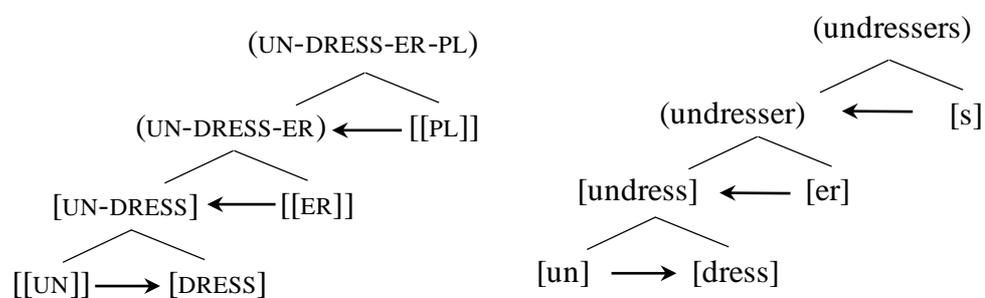 (UN-DRESS-ER-PL)
(UN-DRESS-ER) [[PL]]
[UN-DRESS] [[ER]]
[[UN]] [DRESS]
(undressers)
(undresser) [s]
[undress] [er]
[un] [dress]